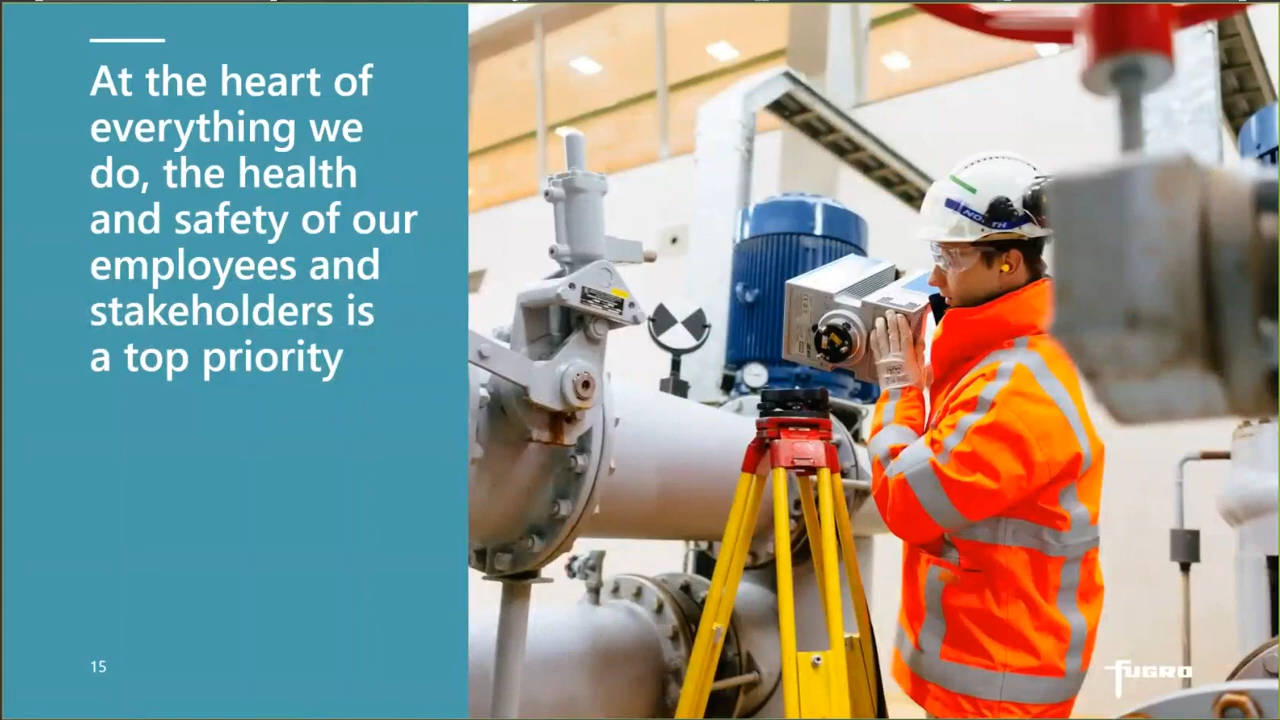 At the heart of
everything we
do, the health
and safety of our
employees and
stakeholders is
a top priority
NORTH
15
fugro